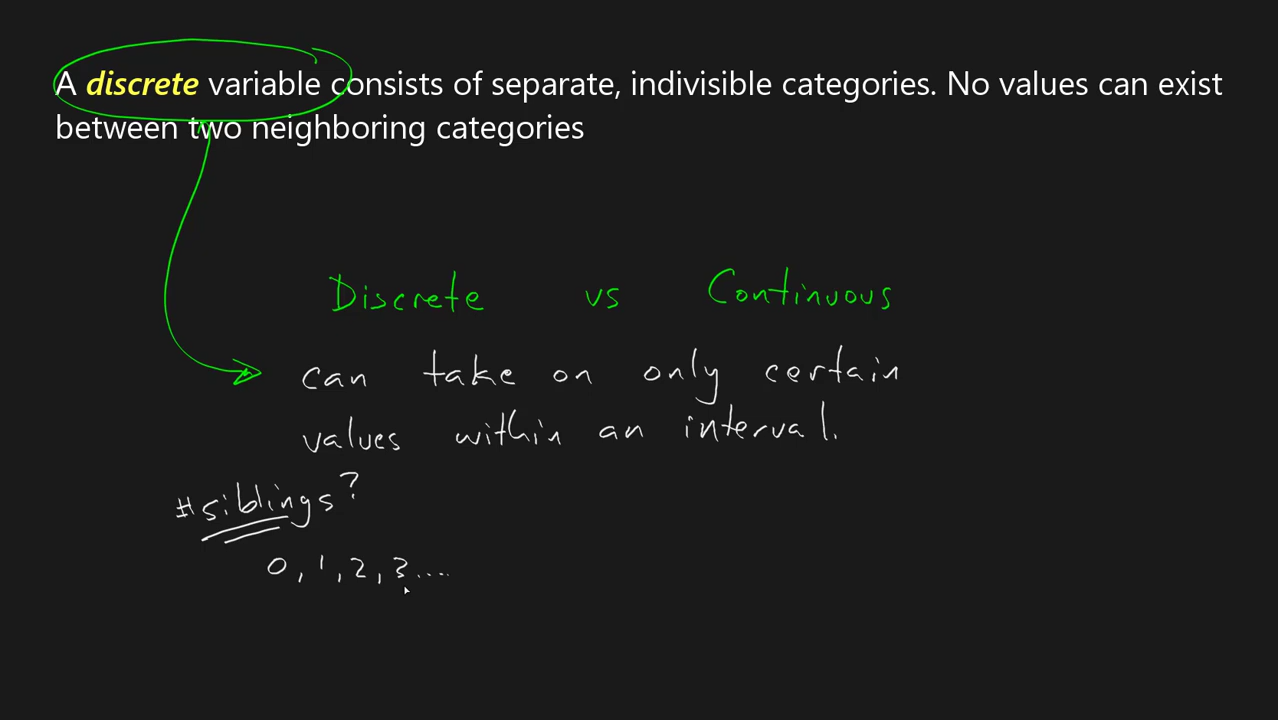 A discrete variable consists of separate, indivisible categories. No values can exist
between two neighboring categories
Discrete vs Continuous
can take on only certain
values within an interval.
#siblings?
0, 1, 2, 3....